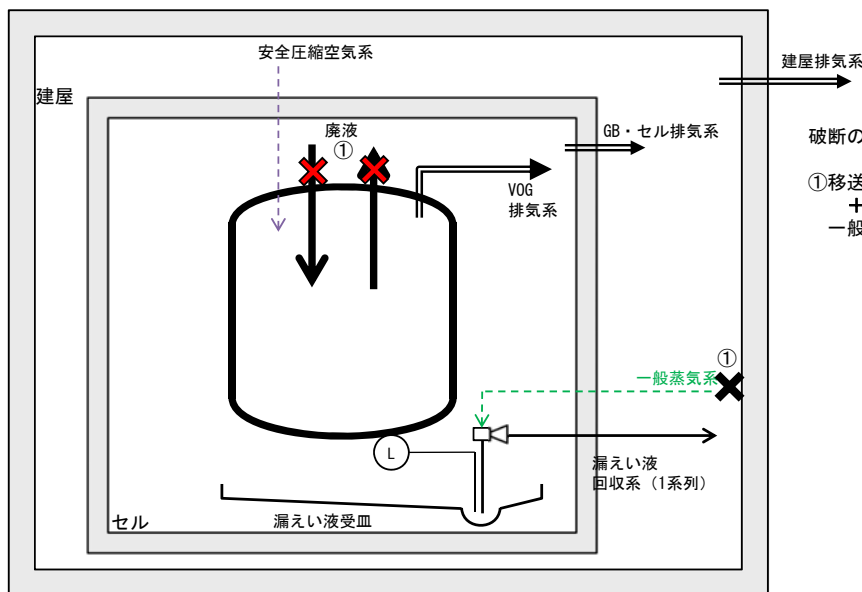 安全圧縮空気系
建屋排気系
建屋
廃液
①
GB・セル排気系
破断の
VOG
排気系
①移送
+
一般
①
一般蒸気系
L
漏えい液
回収系（1系列）
セル
漏えい液受皿